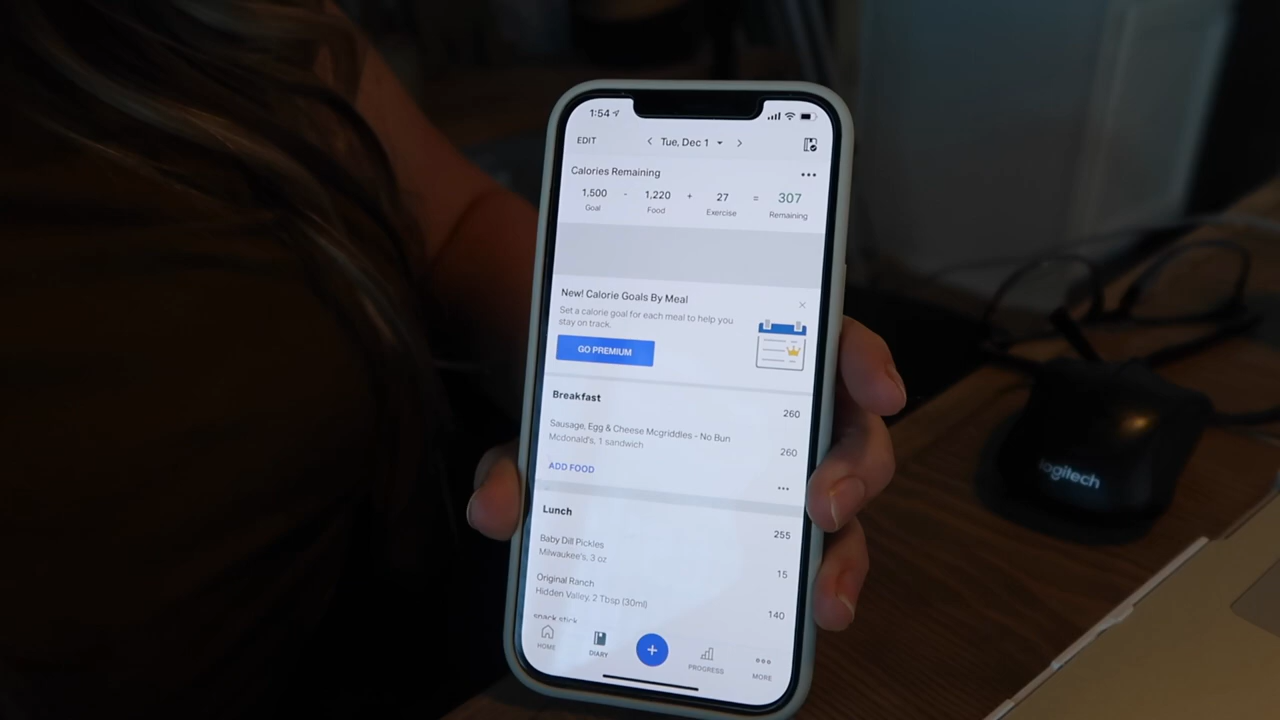 1:54
EDIT
Tue, Dec 1
Calories Remaining
1,500 - 1,220 + 27 = 307
Goal Food Exercise Remaining
New! Calorie Goals By Meal
Set a calorie goal for each meal to help you
stay on track.
GO PREMIUM
Breakfast 260
Sausage, Egg & Cheese Mcgriddles - No Bun
Mcdonald's, 1 sandwich 260
ADD FOOD
Lunch 255
Baby Dill Pickles
Milwaukee's, 3 oz 15
Original Ranch
Hidden Valley, 2 Tbsp (30ml) 140
snack stick
HOME DIARY + PROGRESS MORE
logitech